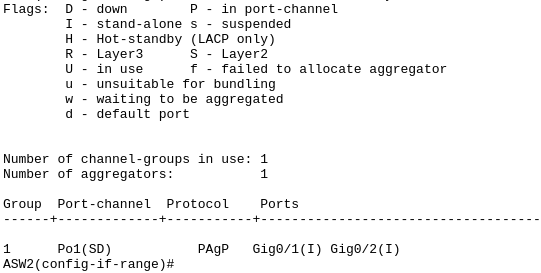 Flags:  D - down        P - in port-channel
        I - stand-alone s - suspended
        H - Hot-standby (LACP only)
        R - Layer3      S - Layer2
        U - in use      f - failed to allocate aggregator
        u - unsuitable for bundling
        w - waiting to be aggregated
        d - default port


Number of channel-groups in use: 1
Number of aggregators:           1

Group  Port-channel  Protocol    Ports
------+-------------+-----------+------------------------------------

1      Po1(SD)           PAgP   Gig0/1(I) Gig0/2(I)
ASW2(config-if-range)#